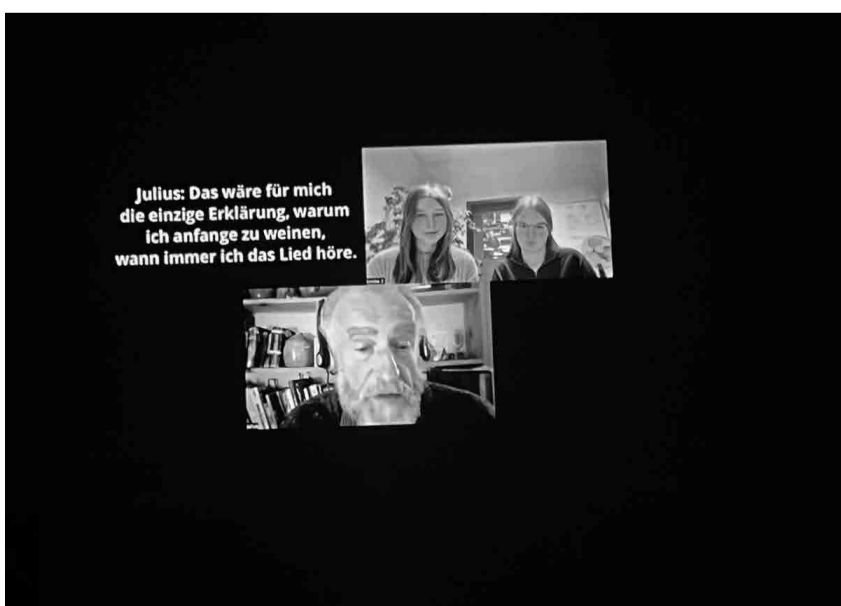 Julius: Das wäre für mich
die einzige Erklärung, warum
ich anfange zu weinen,
wann immer ich das Lied höre.